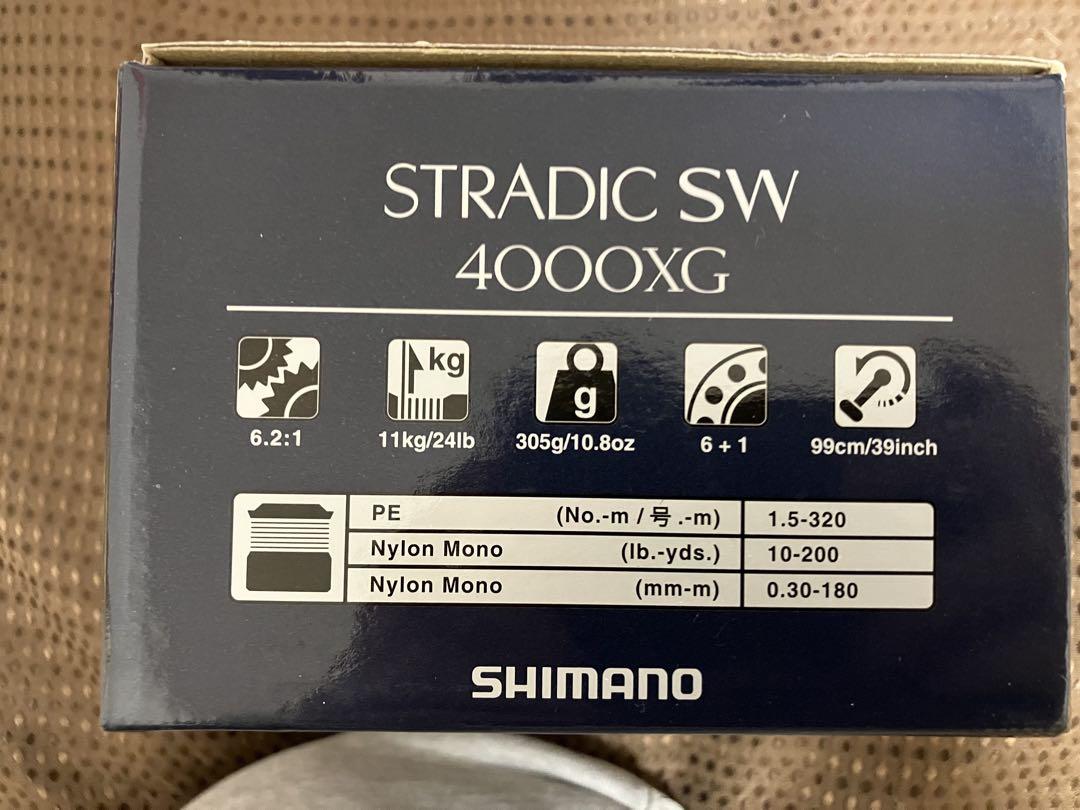 STRADIC SW
4000XG
kg
g
6.2:1
11kg/24lb
305g/10.8oz
6 + 1
99cm/39inch
PE (No.-m / 号.-m) 1.5-320
Nylon Mono (lb.-yds.) 10-200
Nylon Mono (mm-m) 0.30-180
SHIMANO